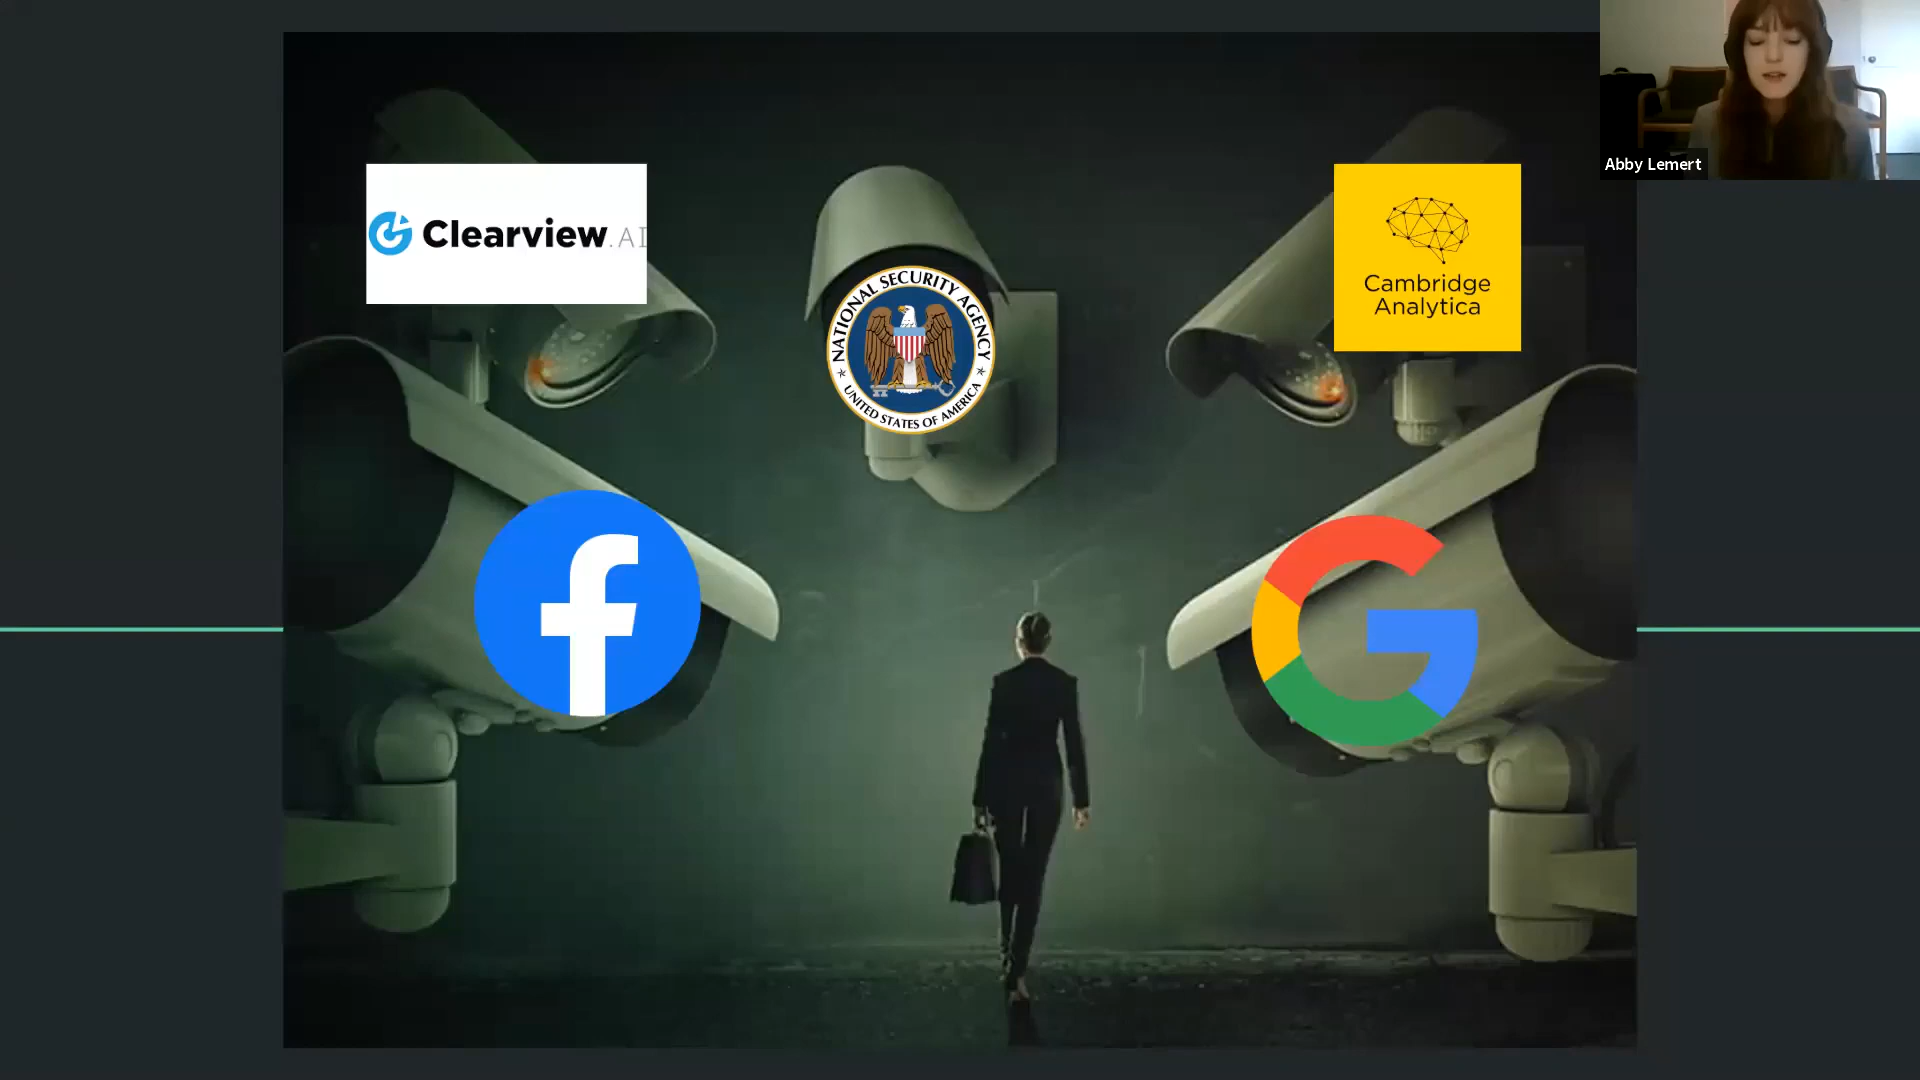 Clearview.AI
NATIONAL SECURITY AGENCY
UNITED STATES OF AMERICA
Cambridge
Analytica
Abby Lemert